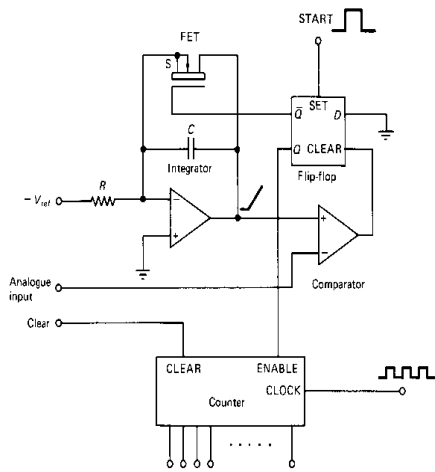 START
FET
S
SET
Q̄ D
Q CLEAR
Flip-flop
C
Integrator
R
− V_ref
−
+
+
−
Comparator
Analogue
input
Clear
CLEAR ENABLE
CLOCK
Counter